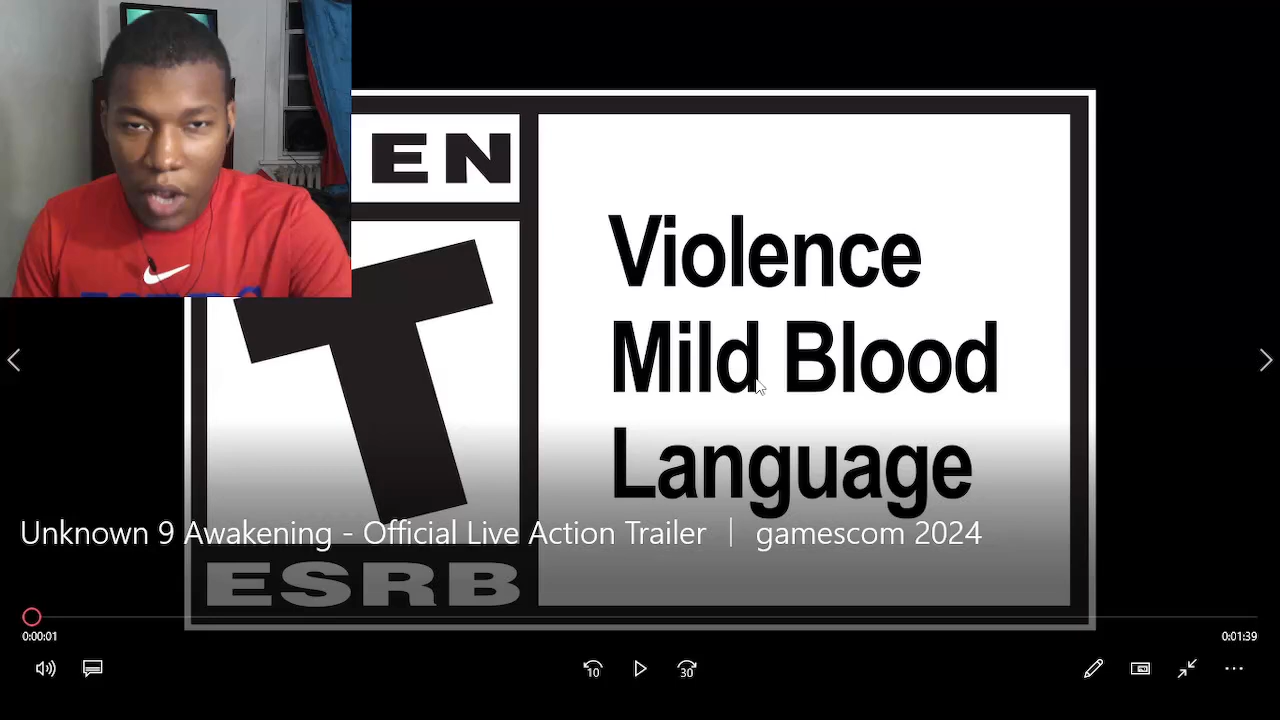 EN
T
Violence
Mild Blood
Language
Unknown 9 Awakening - Official Live Action Trailer | gamescom 2024
ESRB
0:00:01
0:01:39
10
30